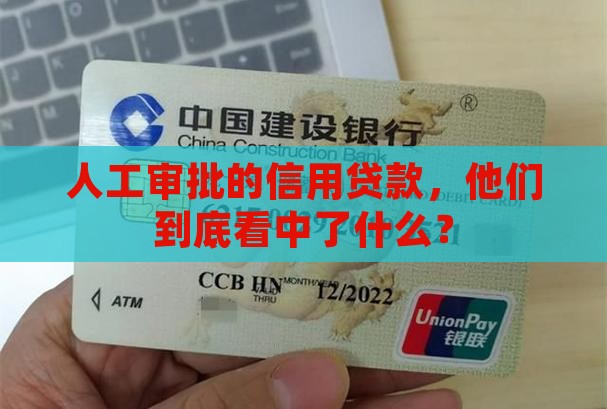 中国建设银行
®
China Construction Bank
人工审批的信用贷款，他们
到底看中了什么？
CCB HN
MONTH/YEAR
VALID
THRU
12/2022
ATM
UnionPay
银联